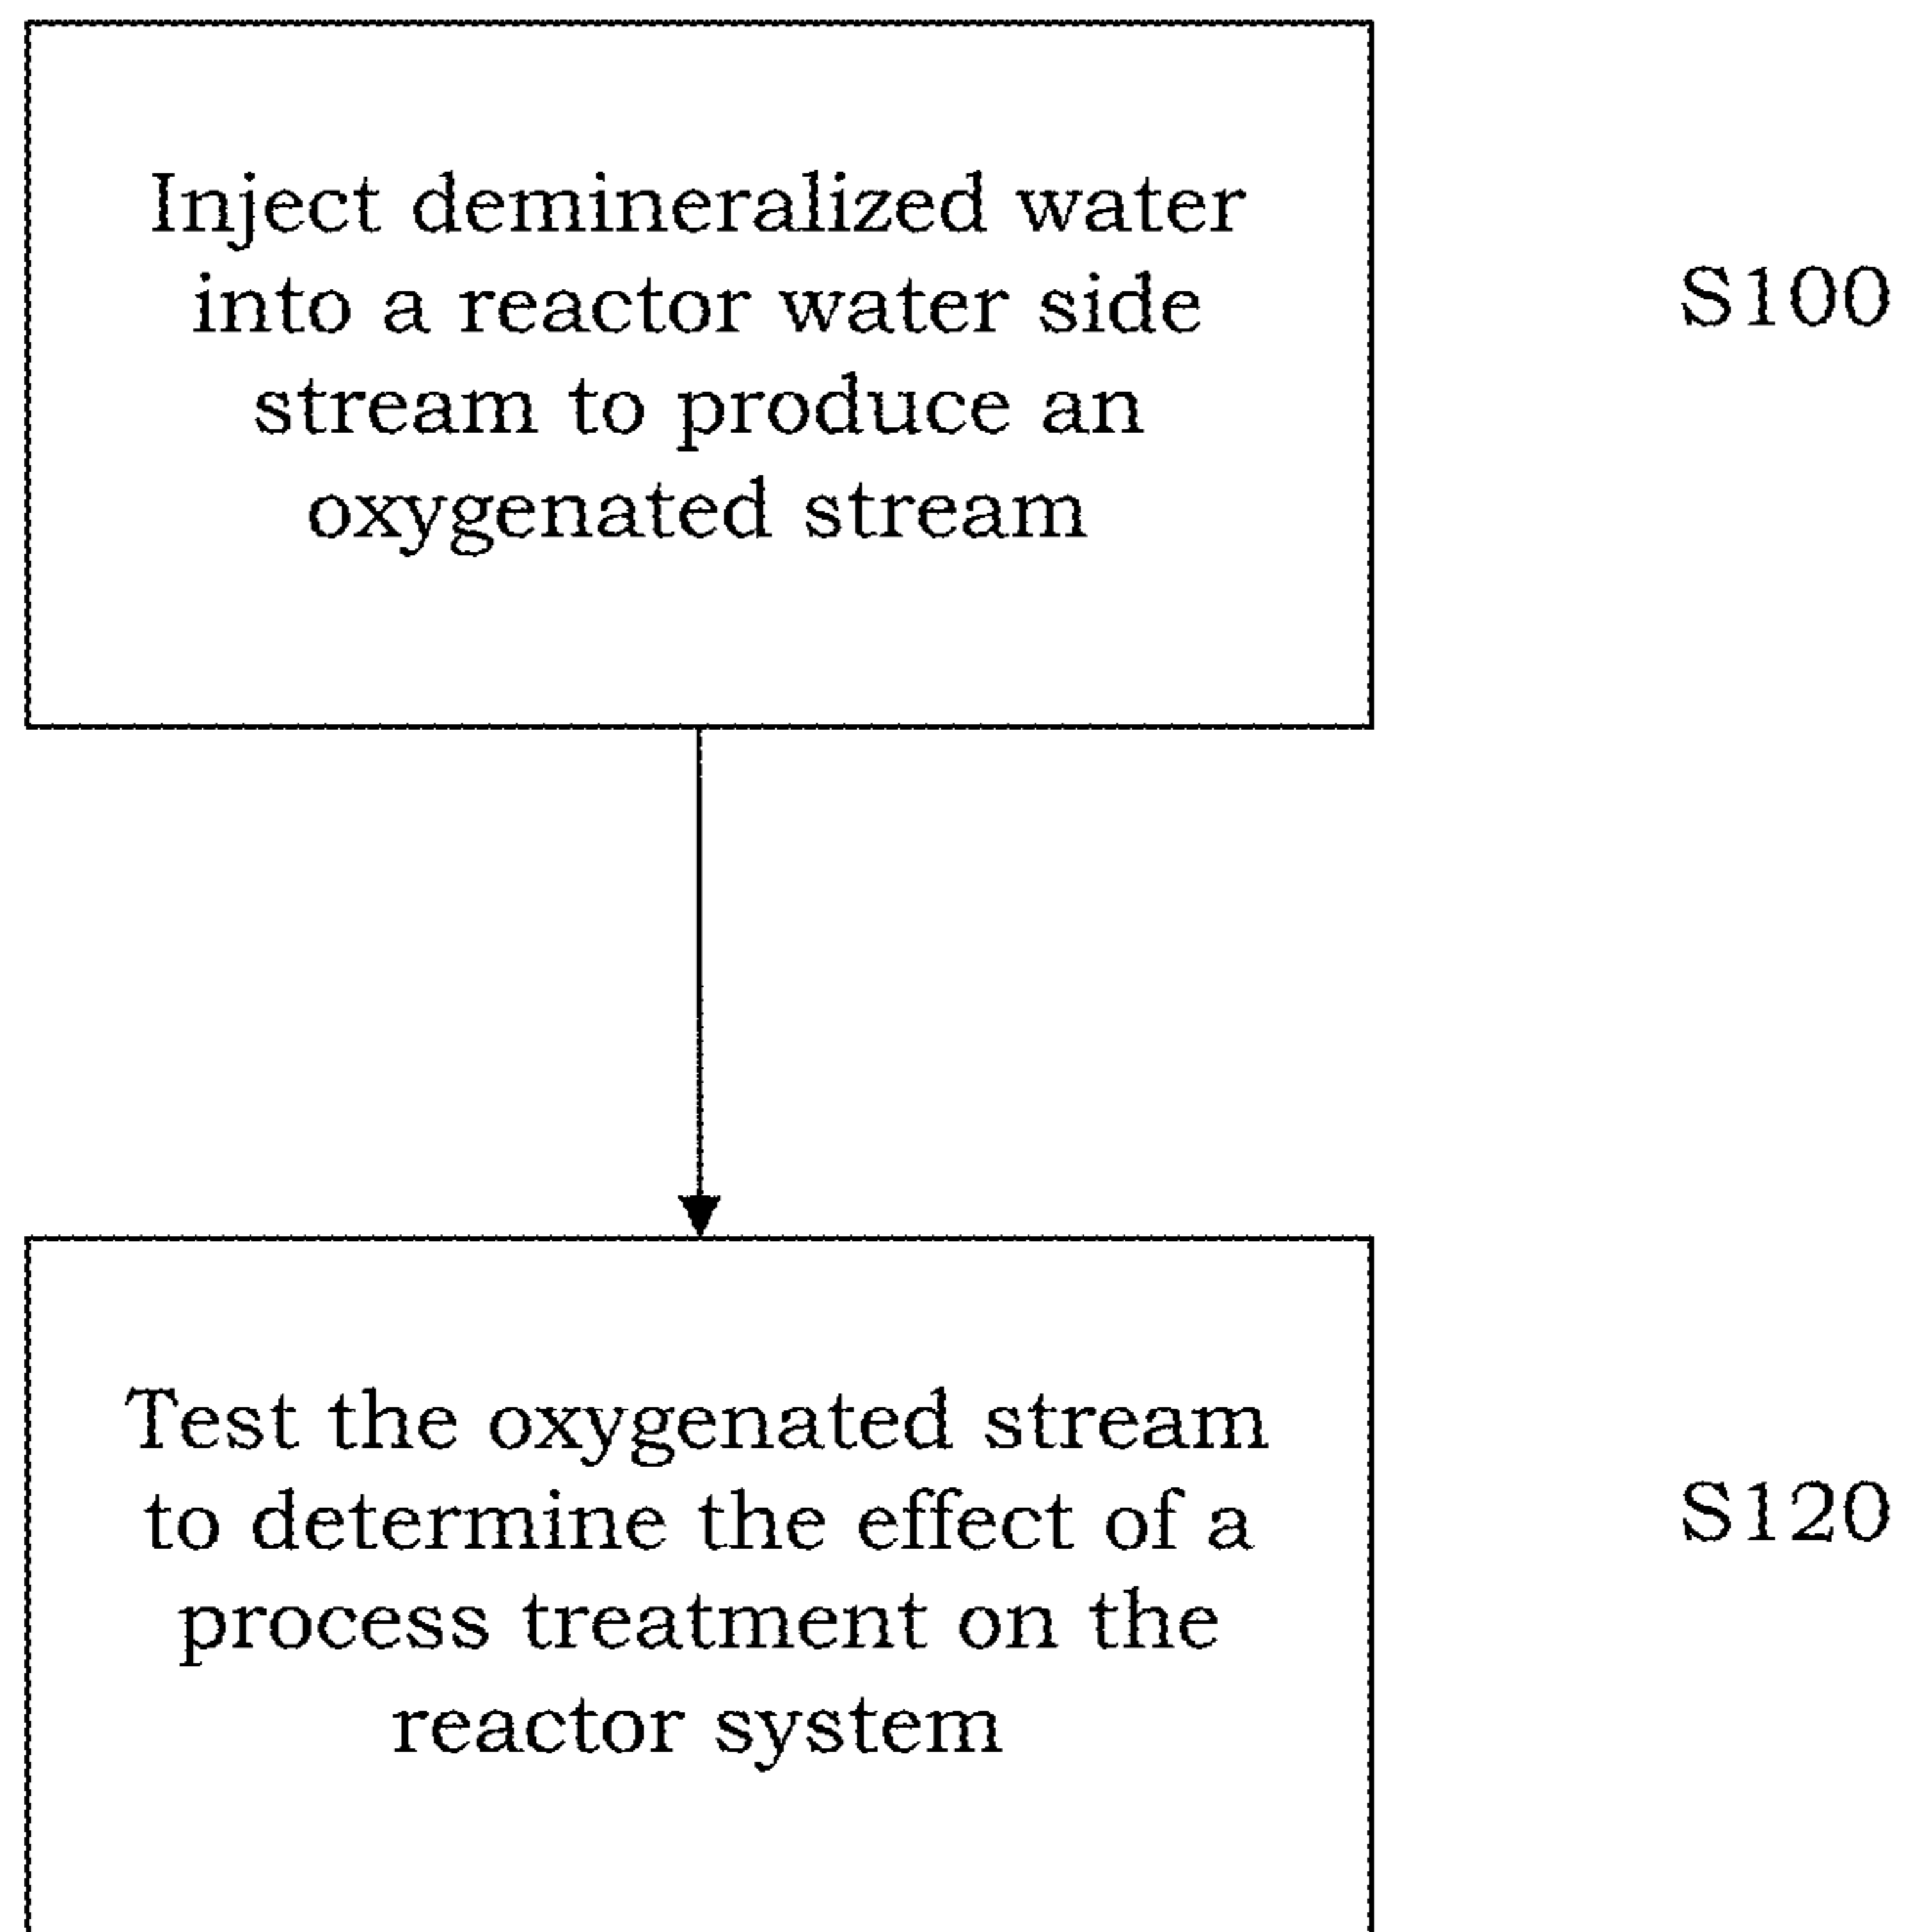 Inject demineralized water
into a reactor water side
stream to produce an
oxygenated stream
S100
Test the oxygenated stream
to determine the effect of a
process treatment on the
reactor system
S120